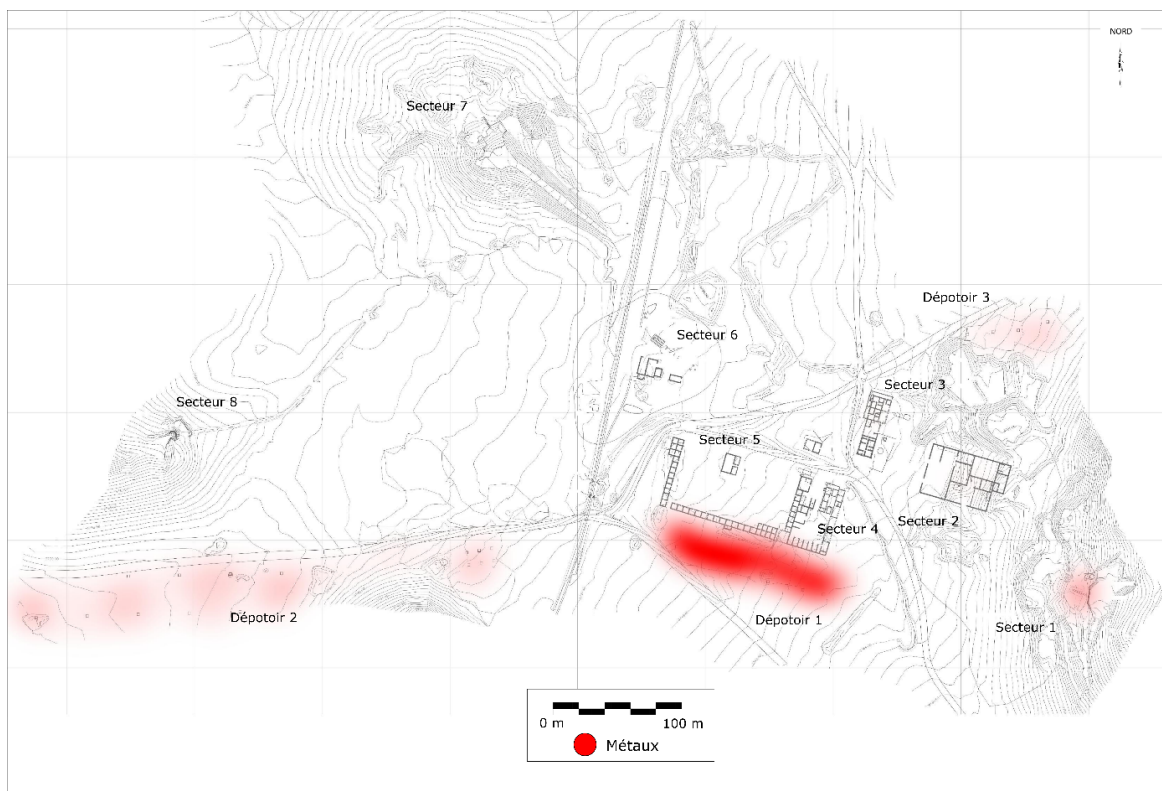 NORD
Secteur 7
Dépotoir 3
Secteur 6
Secteur 3
Secteur 8
Secteur 5
Secteur 4
Secteur 2
Dépotoir 2
Dépotoir 1
Secteur 1
0 m 100 m
Métaux